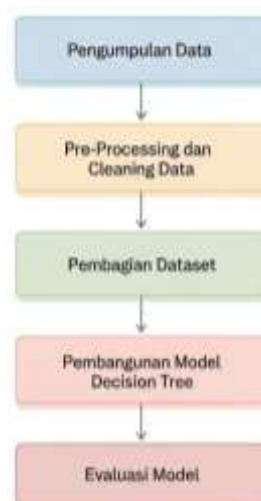 Pengumpulan Data
Pre-Processing dan
Cleaning Data
Pembagian Dataset
Pembangunan Model
Decision Tree
Evaluasi Model